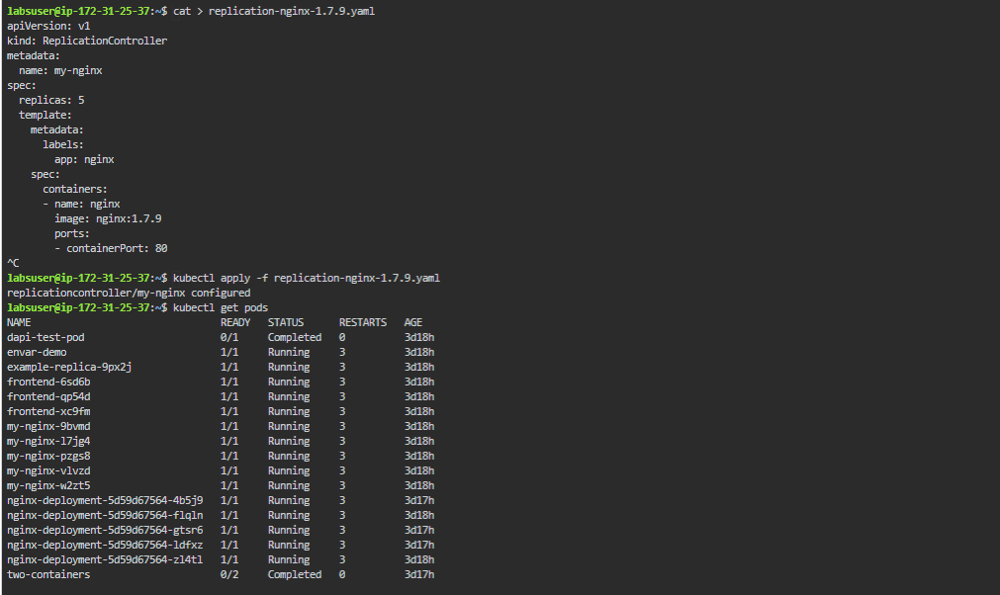 labsuser@ip-172-31-25-37:~$ cat > replication-nginx-1.7.9.yaml
apiVersion: v1
kind: ReplicationController
metadata:
  name: my-nginx
spec:
  replicas: 5
  template:
    metadata:
      labels:
        app: nginx
    spec:
      containers:
      - name: nginx
        image: nginx:1.7.9
        ports:
        - containerPort: 80
^C
labsuser@ip-172-31-25-37:~$ kubectl apply -f replication-nginx-1.7.9.yaml
replicationcontroller/my-nginx configured
labsuser@ip-172-31-25-37:~$ kubectl get pods
NAME                                READY   STATUS      RESTARTS   AGE
dapi-test-pod                       0/1     Completed   0          3d18h
envar-demo                          1/1     Running     3          3d18h
example-replica-9px2j               1/1     Running     3          3d18h
frontend-6sd6b                      1/1     Running     3          3d18h
frontend-qp54d                      1/1     Running     3          3d18h
frontend-xc9fm                      1/1     Running     3          3d18h
my-nginx-9bvmd                      1/1     Running     3          3d18h
my-nginx-l7jg4                      1/1     Running     3          3d18h
my-nginx-pzgs8                      1/1     Running     3          3d18h
my-nginx-vlvzd                      1/1     Running     3          3d18h
my-nginx-w2zt5                      1/1     Running     3          3d18h
nginx-deployment-5d59d67564-4b5j9   1/1     Running     3          3d17h
nginx-deployment-5d59d67564-flqln   1/1     Running     3          3d18h
nginx-deployment-5d59d67564-gtsr6   1/1     Running     3          3d17h
nginx-deployment-5d59d67564-ldfxz   1/1     Running     3          3d17h
nginx-deployment-5d59d67564-zl4tl   1/1     Running     3          3d18h
two-containers                      0/2     Completed   0          3d17h